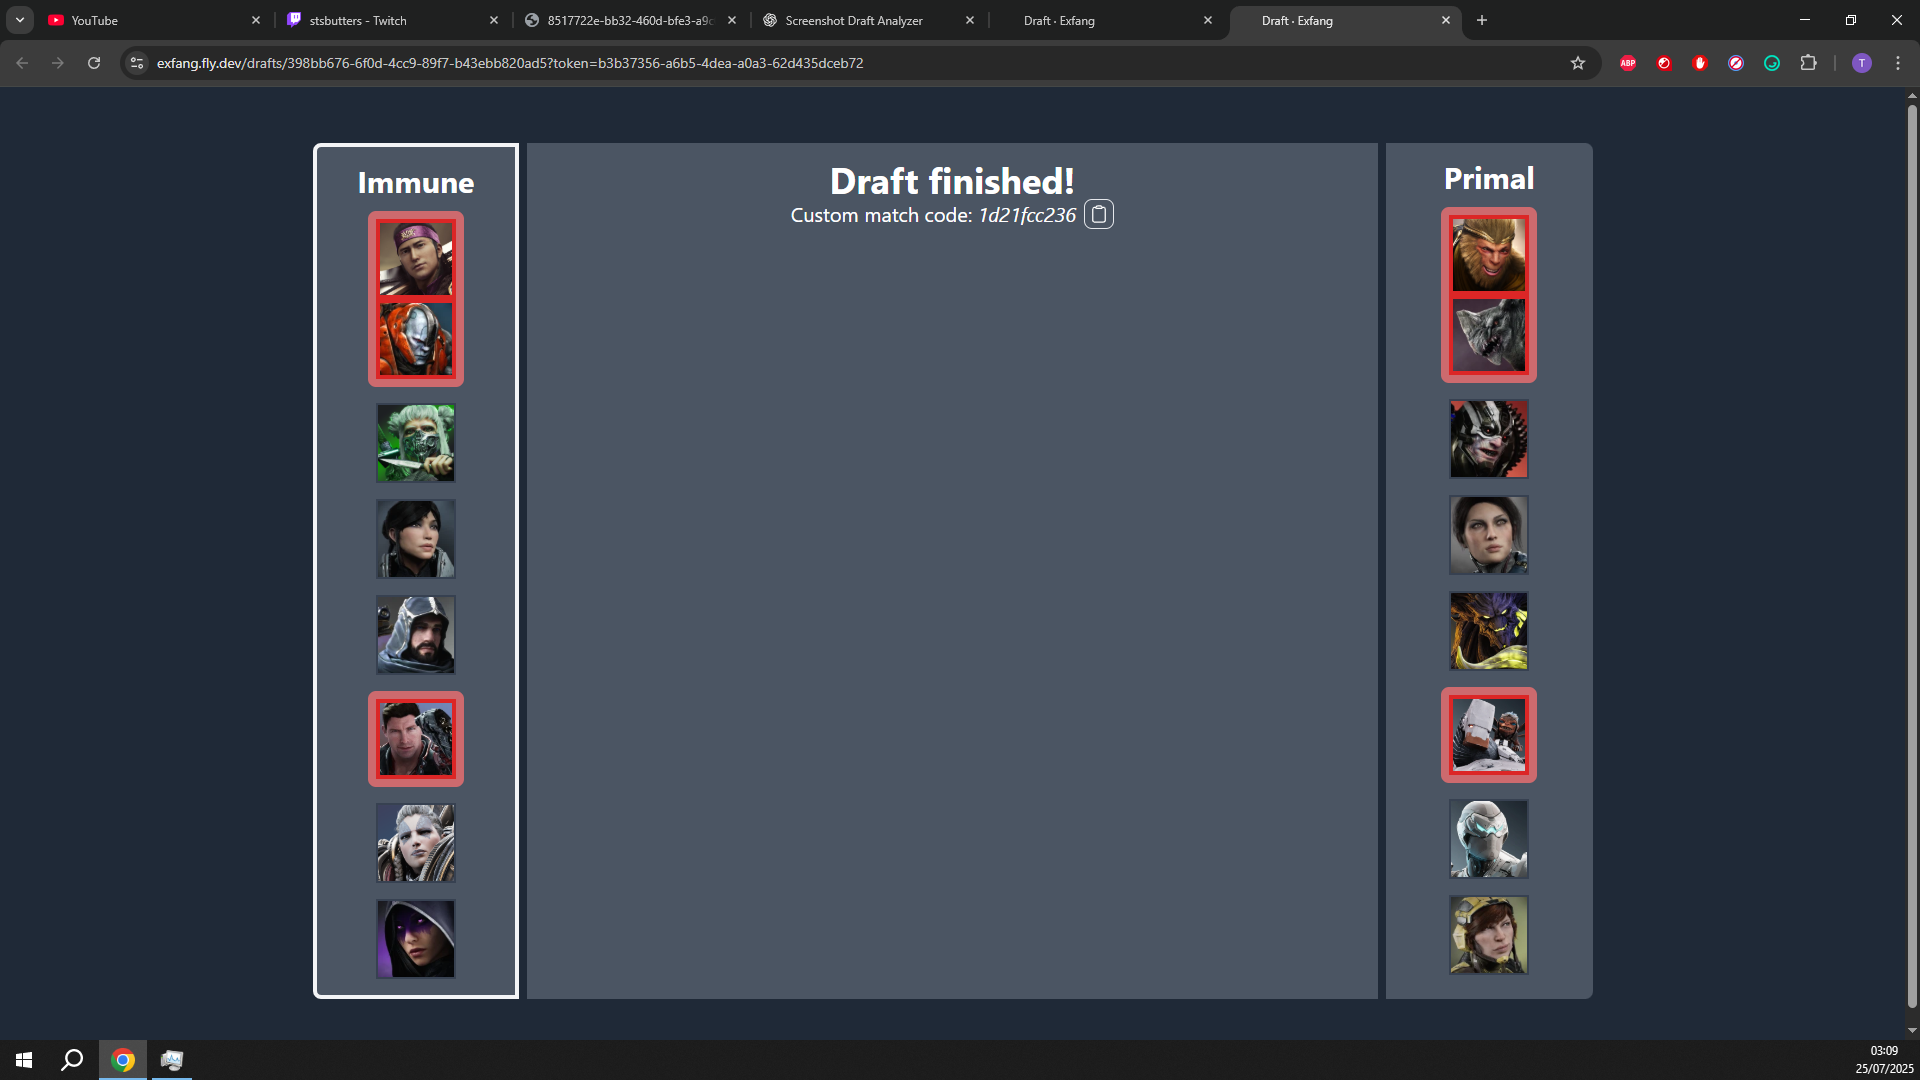 YouTube
stsbutters - Twitch
8517722e-bb32-460d-bfe3-a9c
Screenshot Draft Analyzer
Draft · Exfang
Draft · Exfang
exfang.fly.dev/drafts/398bb676-6f0d-4cc9-89f7-b43ebb820ad5?token=b3b37356-a6b5-4dea-a0a3-62d435dceb72
ABP
T
Immune
Draft finished!
Custom match code: 1d21fcc236
Primal
03:09
25/07/2025